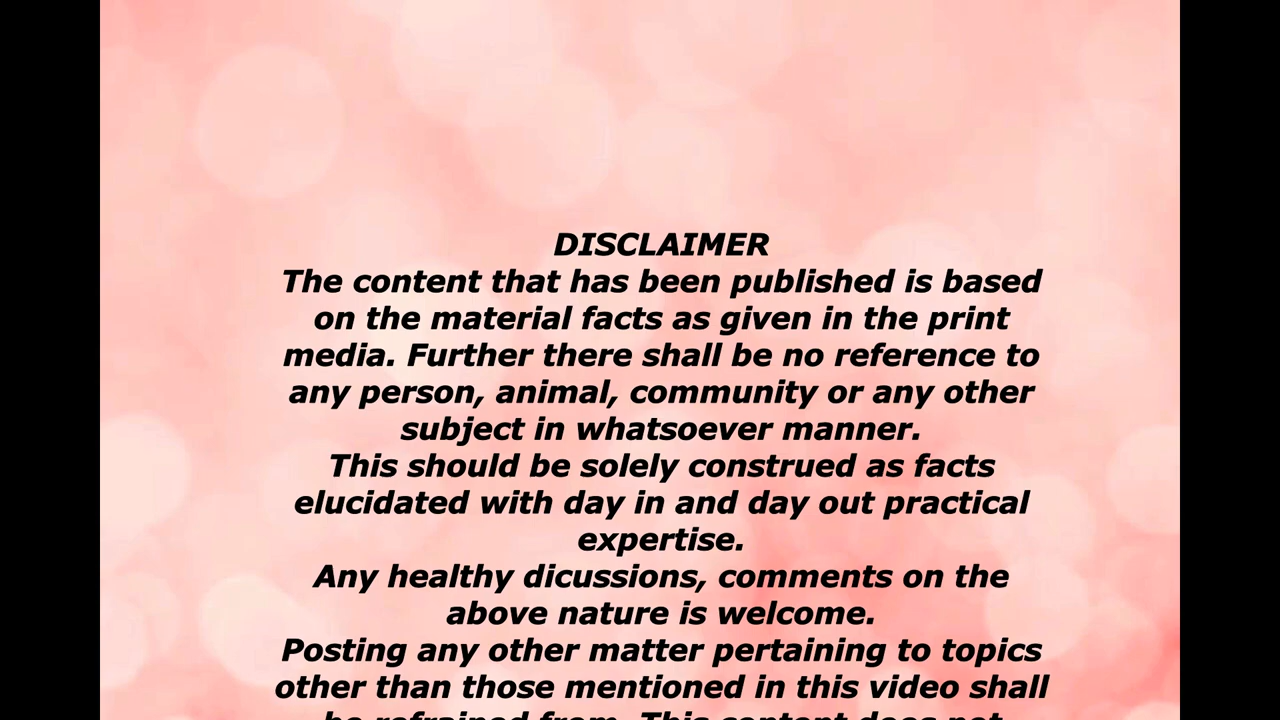 DISCLAIMER
The content that has been published is based
on the material facts as given in the print
media. Further there shall be no reference to
any person, animal, community or any other
subject in whatsoever manner.
This should be solely construed as facts
elucidated with day in and day out practical
expertise.
Any healthy dicussions, comments on the
above nature is welcome.
Posting any other matter pertaining to topics
other than those mentioned in this video shall
be refrained from. This content does not